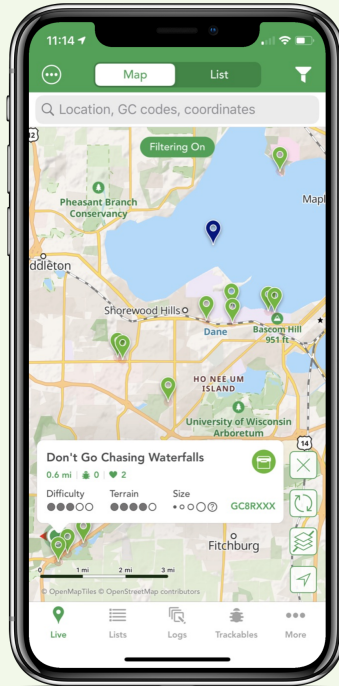 11:14
Map
List
Location, GC codes, coordinates
12
Filtering On
Pheasant Branch
Conservancy
Mapl
ddleton
Shorewood Hills
Dane
Bascom Hill
951 ft
HO NEE UM
ISLAND
University of Wisconsin
Arboretum
14
Don't Go Chasing Waterfalls
0.6 mi 0 2
Difficulty Terrain Size
GC8RXXX
Fitchburg
0 1 mi 2 mi 3 mi
© OpenMapTiles © OpenStreetMap contributors
Live
Lists
Logs
Trackables
More